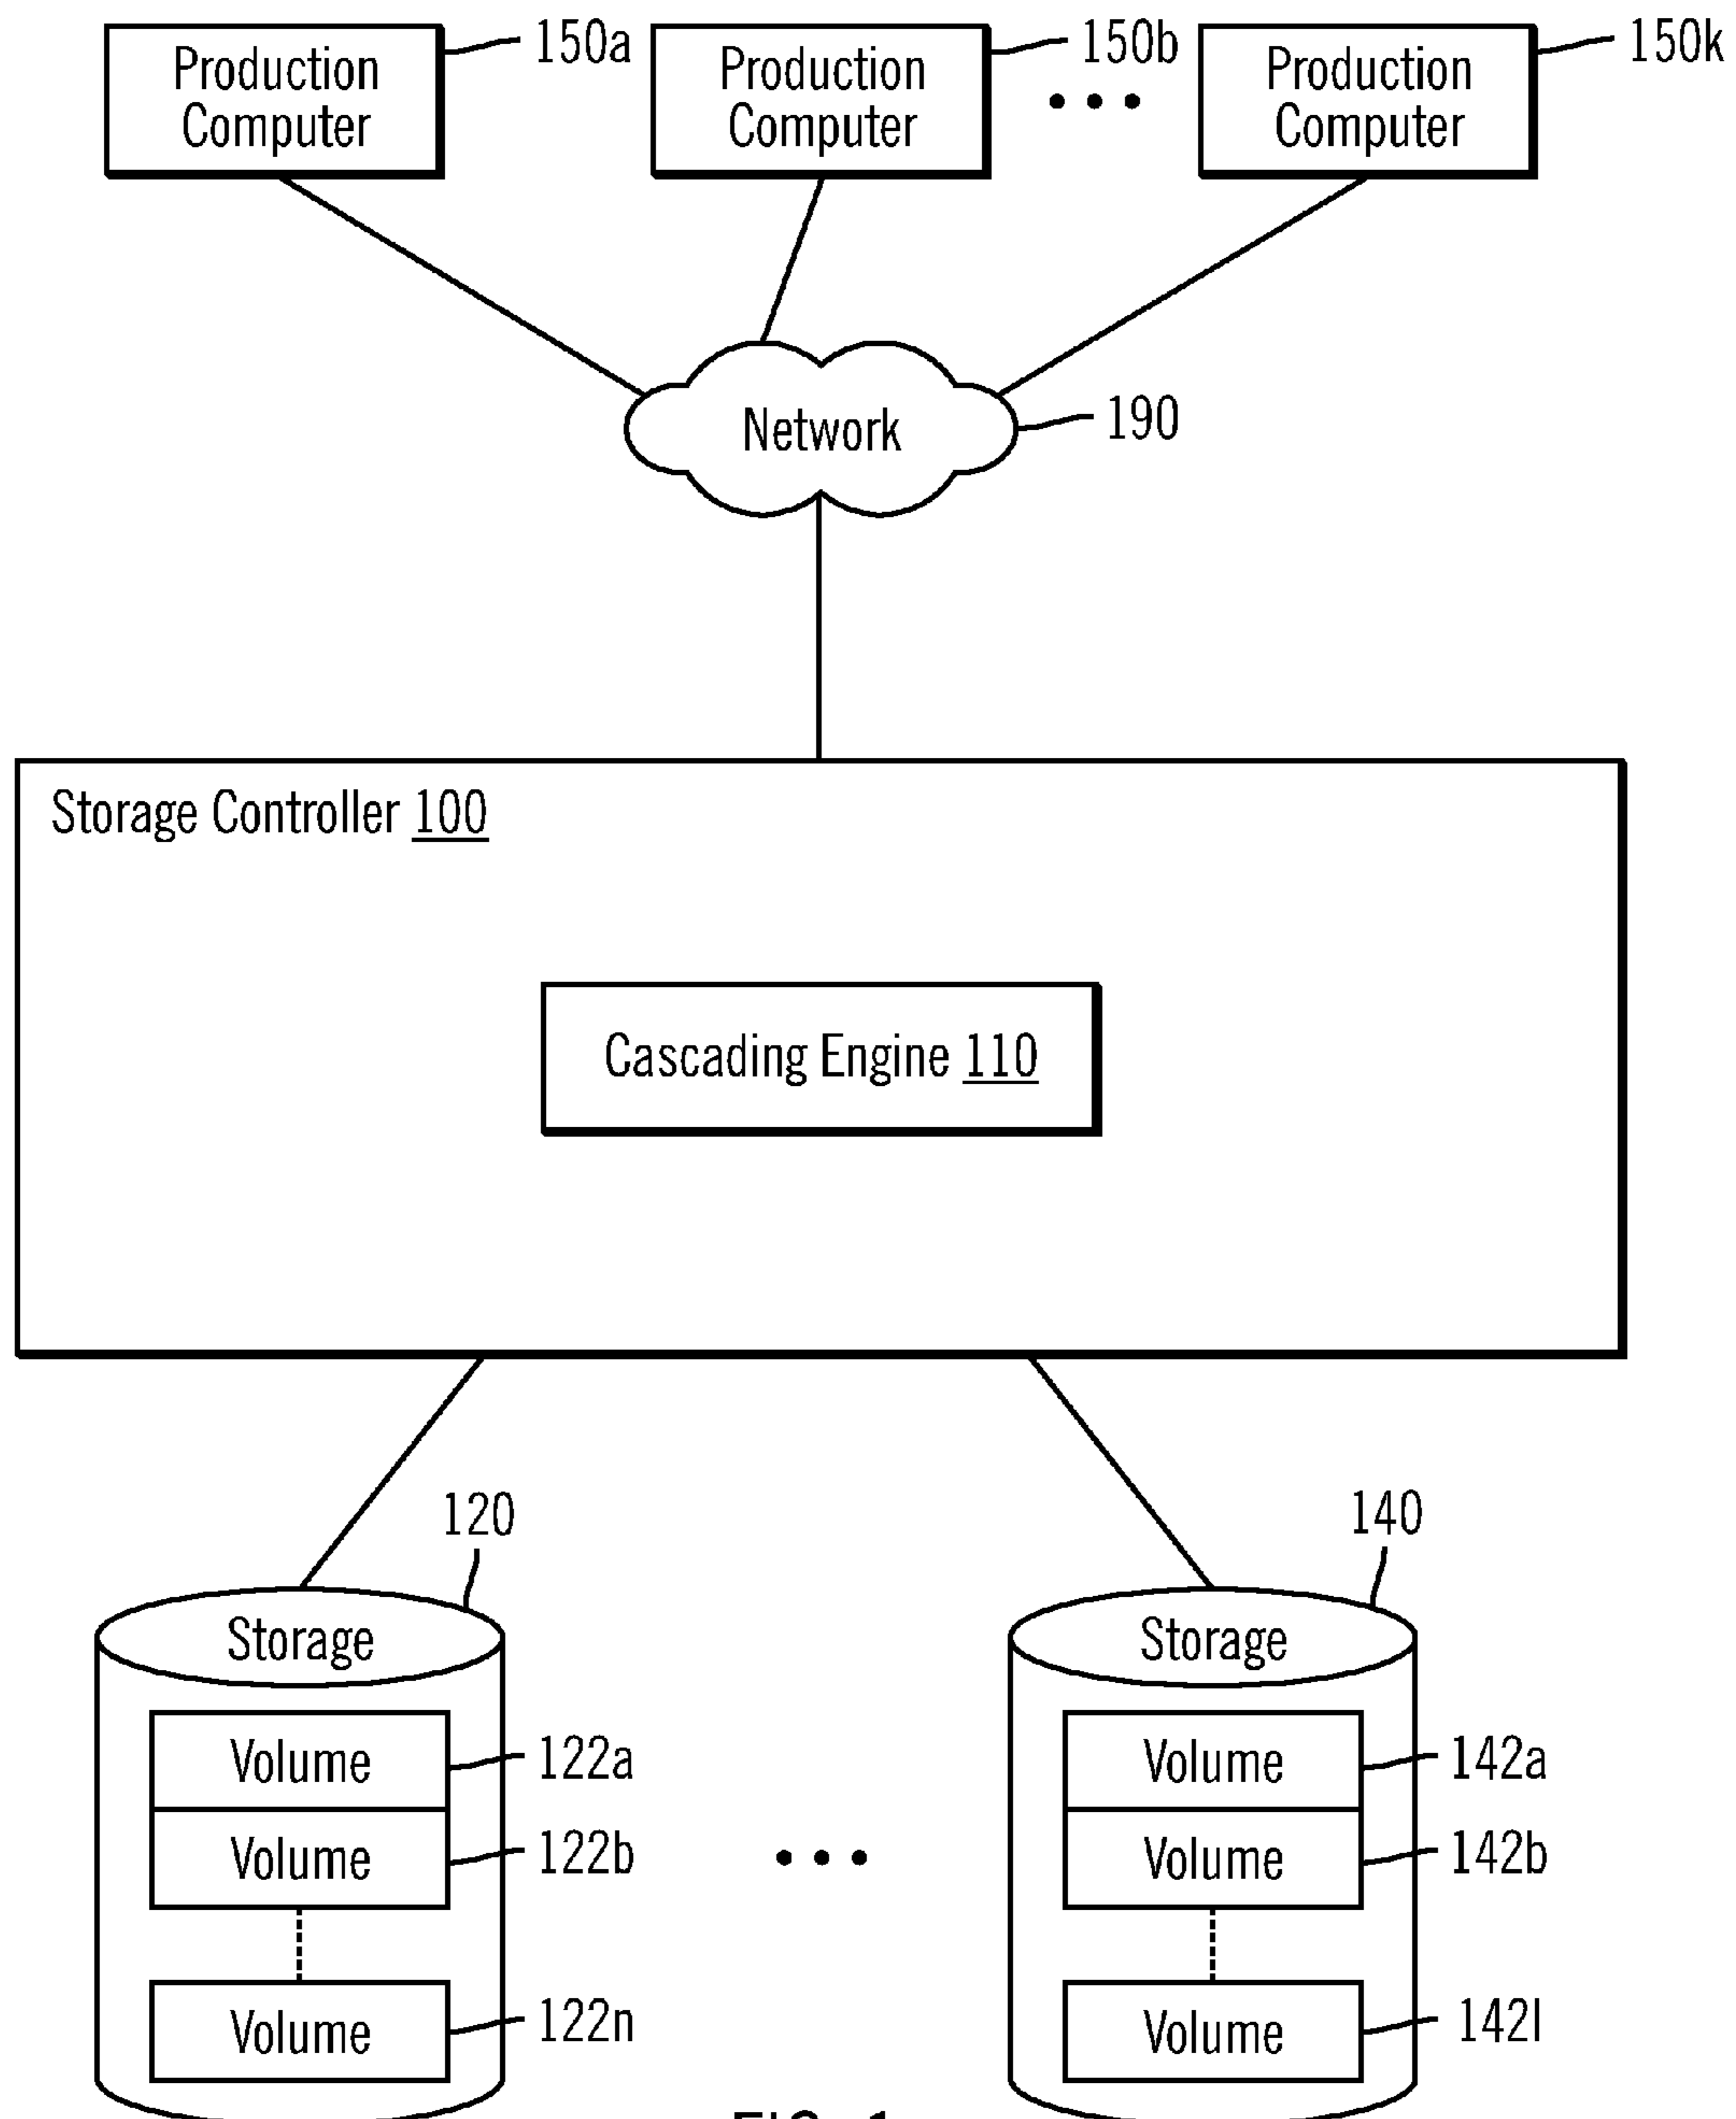 Production Computer
150a
Production Computer
150b
Production Computer
150k
Network
190
Storage Controller 100
Cascading Engine 110
120
140
Storage
Storage
Volume
122a
Volume
142a
Volume
122b
Volume
142b
Volume
122n
Volume
142l